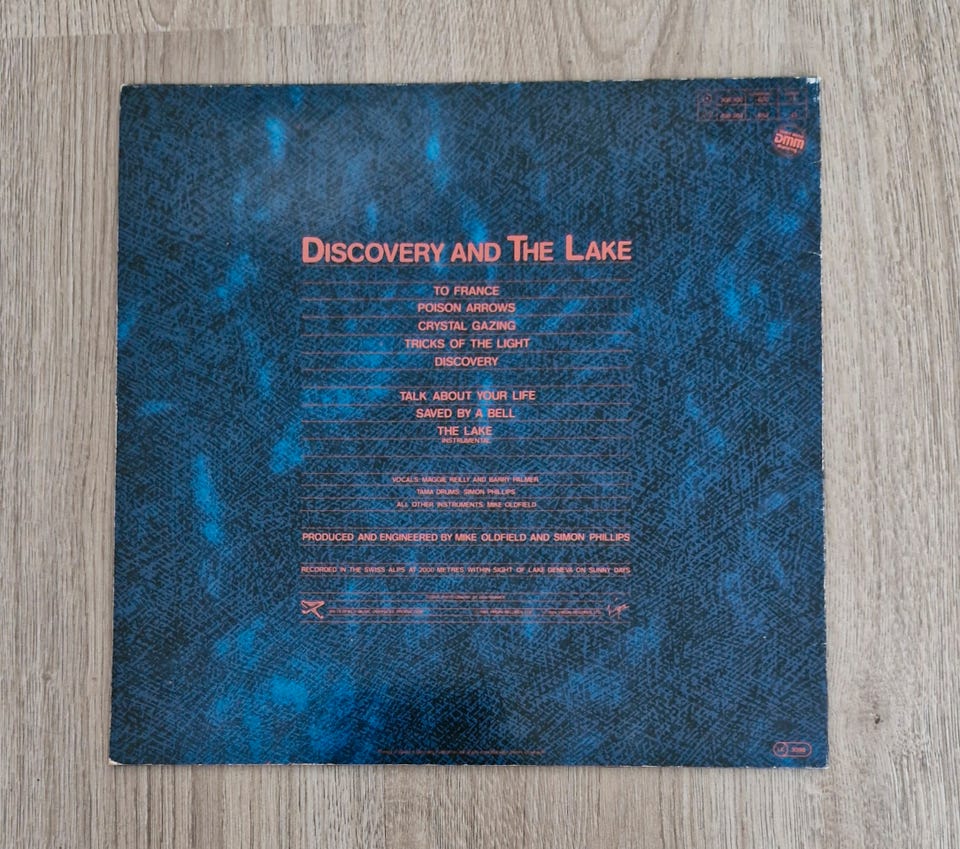 DMM
DISCOVERY AND THE LAKE
TO FRANCE
POISON ARROWS
CRYSTAL GAZING
TRICKS OF THE LIGHT
DISCOVERY
TALK ABOUT YOUR LIFE
SAVED BY A BELL
THE LAKE
INSTRUMENTAL
VOCALS: MAGGIE REILLY AND BARRY PALMER
TAMA DRUMS: SIMON PHILLIPS
ALL OTHER INSTRUMENTS: MIKE OLDFIELD
PRODUCED AND ENGINEERED BY MIKE OLDFIELD AND SIMON PHILLIPS
RECORDED IN THE SWISS ALPS AT 2000 METRES WITHIN SIGHT OF LAKE GENEVA ON SUNNY DAYS
Virgin
LC 3098